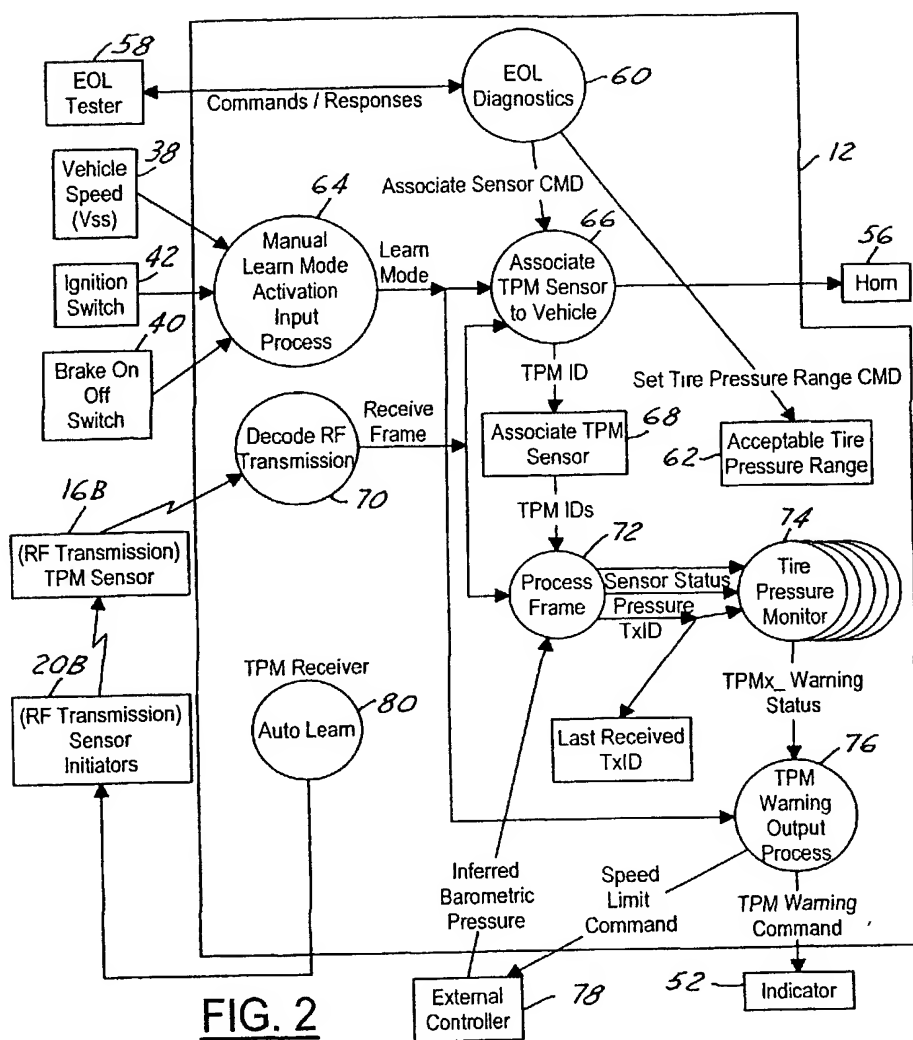 58
EOL
Tester
Commands / Responses
EOL
Diagnostics
60
12
Vehicle
Speed
(Vss)
38
64
Associate Sensor CMD
66
Ignition
Switch
42
Manual
Learn Mode
Activation
Input
Process
Learn
Mode
Associate
TPM Sensor
to Vehicle
56
Horn
Brake On
Off
Switch
40
TPM ID
Set Tire Pressure Range CMD
Decode RF
Transmission
70
Receive
Frame
Associate TPM
Sensor
68
62
Acceptable Tire
Pressure Range
16B
(RF Transmission)
TPM Sensor
TPM IDs
72
Process
Frame
Sensor Status
Pressure
TxID
74
Tire
Pressure
Monitor
20B
(RF Transmission)
Sensor
Initiators
TPM Receiver
Auto Learn
80
Last Received
TxID
TPMx_ Warning
Status
76
TPM
Warning
Output
Process
Inferred
Barometric
Pressure
Speed
Limit
Command
TPM Warning
Command
FIG. 2
External
Controller
78
52
Indicator